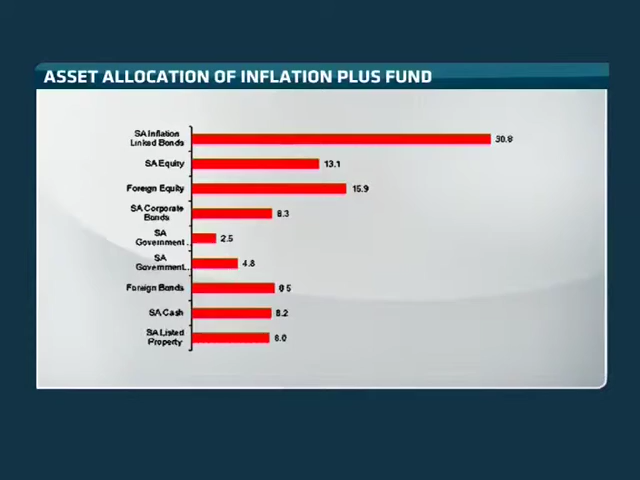 ASSET ALLOCATION OF INFLATION PLUS FUND
SA Inflation
Linked Bonds
30.8
SA Equity
13.1
Foreign Equity
15.9
SA Corporate
Bonds
8.3
SA
Government..
2.5
SA
Government..
4.8
Foreign Bonds
8.5
SA Cash
8.2
SA Listed
Property
8.0